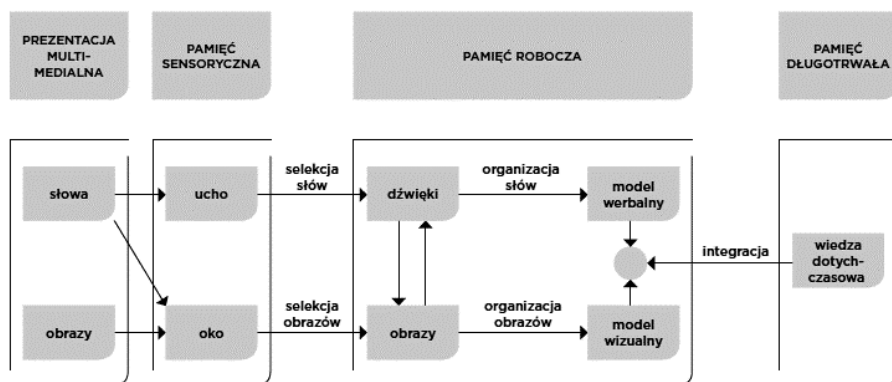 PREZENTACJA
MULTI-
MEDIALNA
PAMIĘĆ
SENSORYCZNA
PAMIĘĆ ROBOCZA
PAMIĘĆ
DŁUGOTRWAŁA
słowa
ucho
selekcja
słów
dźwięki
organizacja
słów
model
werbalny
integracja
wiedza
dotych-
czasowa
obrazy
oko
selekcja
obrazów
obrazy
organizacja
obrazów
model
wizualny